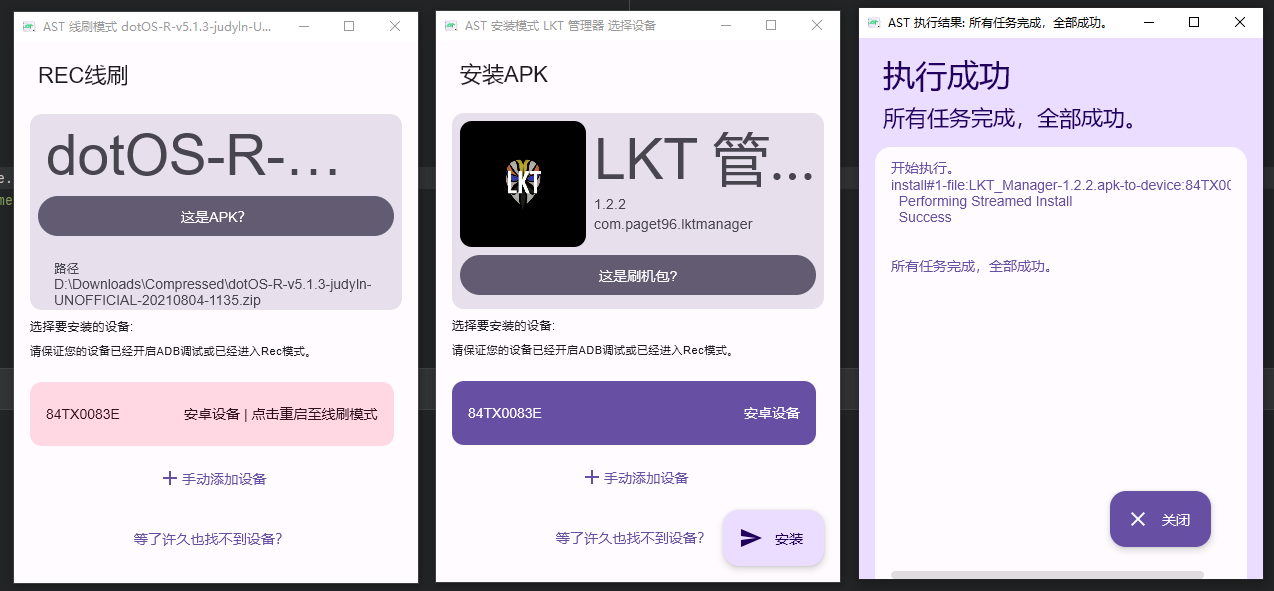 AST 线刷模式 dotOS-R-v5.1.3-judyln-U...
REC线刷
dotOS-R-...
这是APK?
路径
D:\Downloads\Compressed\dotOS-R-v5.1.3-judyln-
UNOFFICIAL-20210804-1135.zip
选择要安装的设备:
请保证您的设备已经开启ADB调试或已经进入Rec模式。
84TX0083E 安卓设备 | 点击重启至线刷模式
手动添加设备
等了许久也找不到设备?
AST 安装模式 LKT 管理器 选择设备
安装APK
LKT
LKT 管...
1.2.2
com.paget96.lktmanager
这是刷机包?
选择要安装的设备:
请保证您的设备已经开启ADB调试或已经进入Rec模式。
84TX0083E 安卓设备
手动添加设备
等了许久也找不到设备?
安装
AST 执行结果: 所有任务完成，全部成功。
执行成功
所有任务完成，全部成功。
开始执行。
install#1-file:LKT_Manager-1.2.2.apk-to-device:84TX00
Performing Streamed Install
Success
所有任务完成，全部成功。
关闭